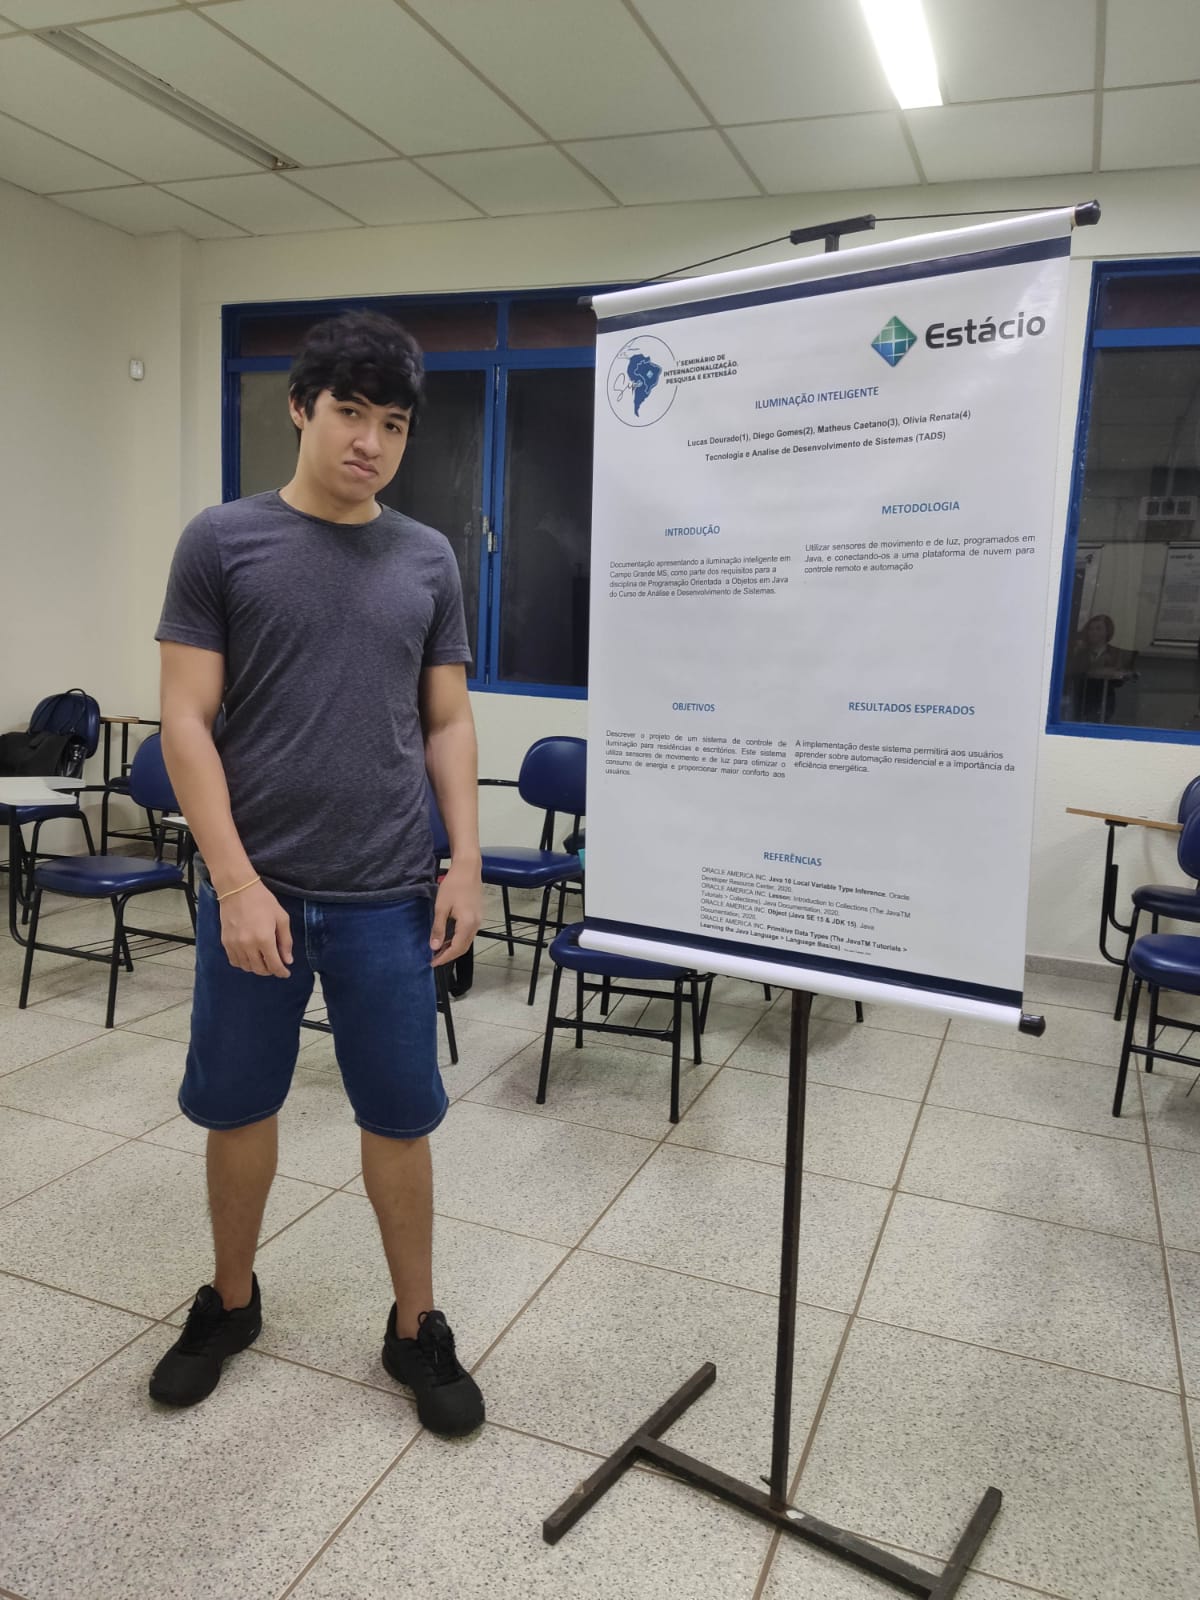 Sipe
1° SEMINÁRIO DE
INTERNACIONALIZAÇÃO,
PESQUISA E EXTENSÃO
Estácio
ILUMINAÇÃO INTELIGENTE
Lucas Dourado(1), Diego Gomes(2), Matheus Caetano(3), Olivia Renata(4)
Tecnologia e Analise de Desenvolvimento de Sistemas (TADS)
INTRODUÇÃO
Documentação apresentando a iluminação inteligente em
Campo Grande MS, como parte dos requisitos para a
disciplina de Programação Orientada a Objetos em Java
do Curso de Análise e Desenvolvimento de Sistemas.
METODOLOGIA
Utilizar sensores de movimento e de luz, programados em
Java, e conectando-os a uma plataforma de nuvem para
controle remoto e automação
OBJETIVOS
Descrever o projeto de um sistema de controle de
iluminação para residências e escritórios. Este sistema
utiliza sensores de movimento e de luz para otimizar o
consumo de energia e proporcionar maior conforto aos
usuários.
RESULTADOS ESPERADOS
A implementação deste sistema permitirá aos usuários
aprender sobre automação residencial e a importância da
eficiência energética.
REFERÊNCIAS
ORACLE AMERICA INC. Java 10 Local Variable Type Inference. Oracle
Developer Resource Center, 2020.
ORACLE AMERICA INC. Lesson: Introduction to Collections (The JavaTM
Tutorials > Collections). Java Documentation, 2020.
ORACLE AMERICA INC. Object (Java SE 15 & JDK 15). Java
Documentation, 2020.
ORACLE AMERICA INC. Primitive Data Types (The JavaTM Tutorials >
Learning the Java Language > Language Basics)